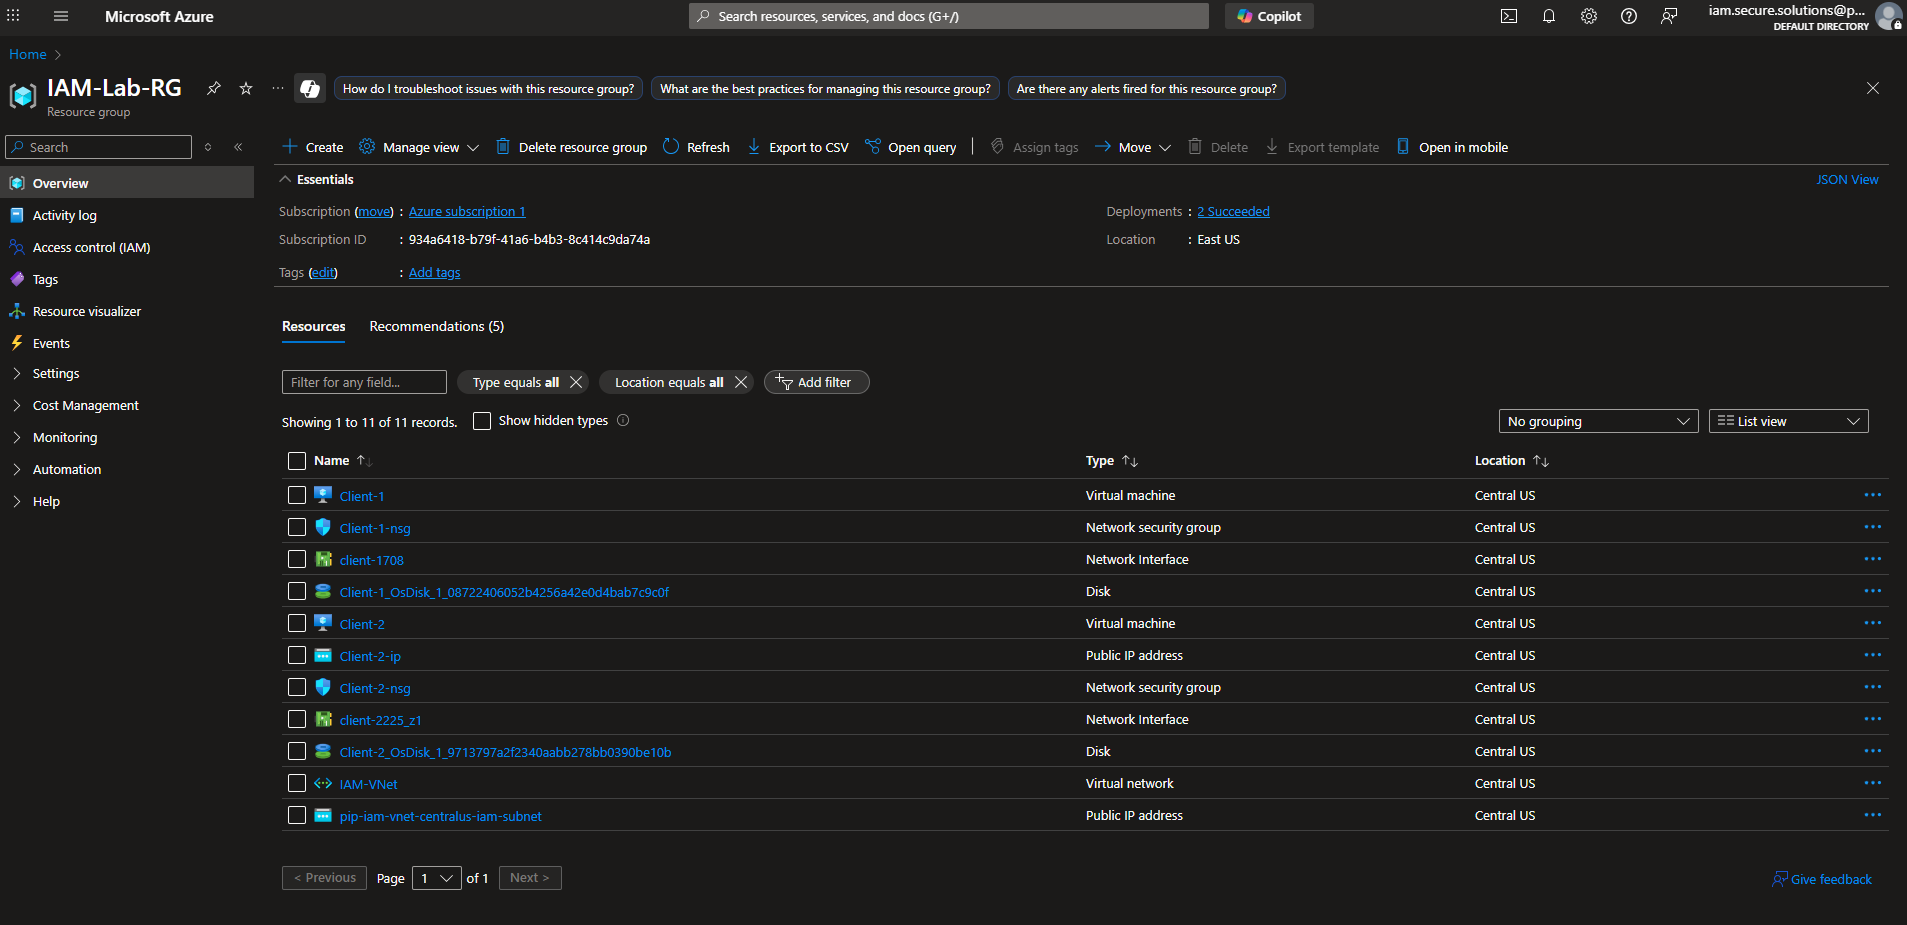 Microsoft Azure
Search resources, services, and docs (G+/)
Copilot
iam.secure.solutions@p...
DEFAULT DIRECTORY
Home
IAM-Lab-RG
Resource group
How do I troubleshoot issues with this resource group?
What are the best practices for managing this resource group?
Are there any alerts fired for this resource group?
Search
Overview
Activity log
Access control (IAM)
Tags
Resource visualizer
Events
Settings
Cost Management
Monitoring
Automation
Help
Create Manage view Delete resource group Refresh Export to CSV Open query Assign tags Move Delete Export template Open in mobile
Essentials
JSON View
Subscription (move) : Azure subscription 1
Deployments : 2 Succeeded
Subscription ID : 934a6418-b79f-41a6-b4b3-8c414c9da74a
Location : East US
Tags (edit) : Add tags
Resources Recommendations (5)
Filter for any field... Type equals all Location equals all Add filter
Showing 1 to 11 of 11 records. Show hidden types
No grouping List view
Name Type Location
Client-1 Virtual machine Central US
Client-1-nsg Network security group Central US
client-1708 Network Interface Central US
Client-1_OsDisk_1_08722406052b4256a42e0d4bab7c9c0f Disk Central US
Client-2 Virtual machine Central US
Client-2-ip Public IP address Central US
Client-2-nsg Network security group Central US
client-2225_z1 Network Interface Central US
Client-2_OsDisk_1_9713797a2f2340aabb278bb0390be10b Disk Central US
IAM-VNet Virtual network Central US
pip-iam-vnet-centralus-iam-subnet Public IP address Central US
< Previous Page 1 of 1 Next >
Give feedback